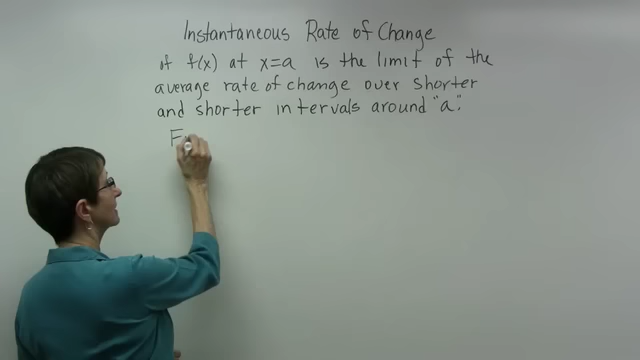 Instantaneous Rate of Change
of f(x) at x=a is the limit of the
average rate of change over shorter
and shorter intervals around "a".